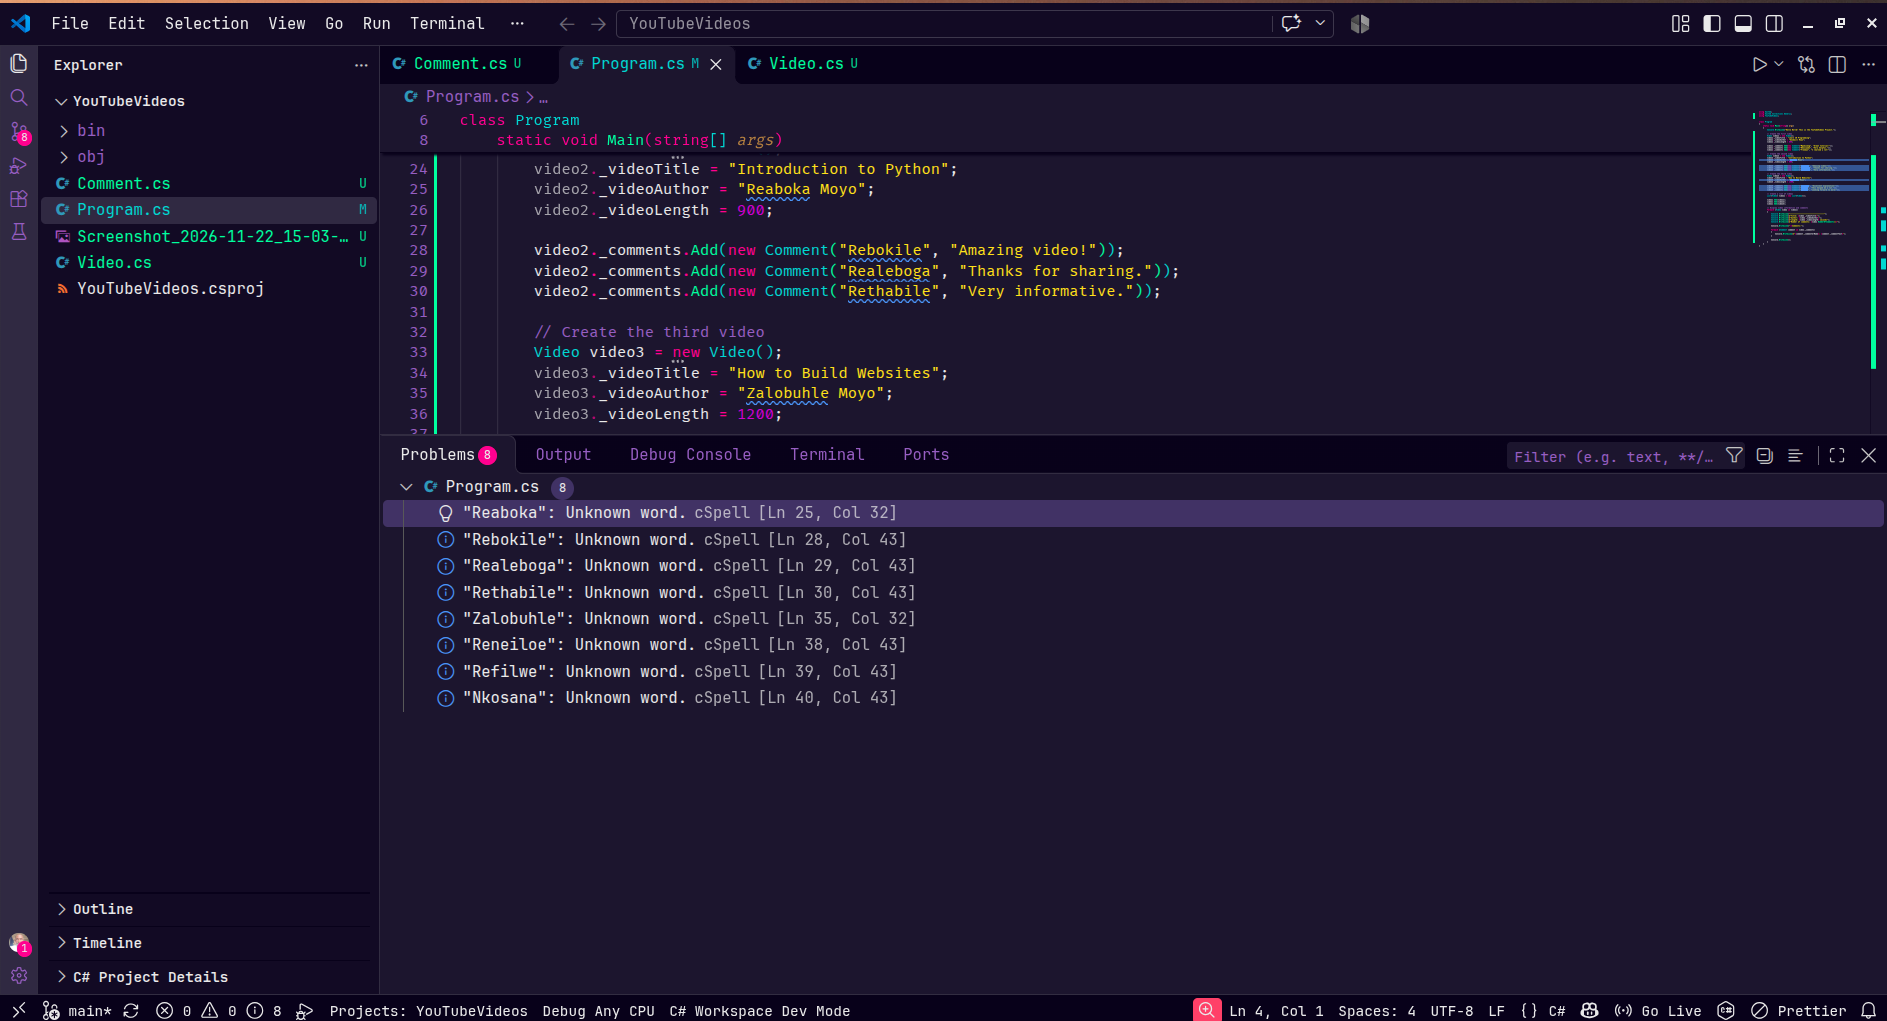 File Edit Selection View Go Run Terminal ··· YouTubeVideos
Explorer ···
YouTubeVideos
bin
obj
Comment.cs U
Program.cs M
Screenshot_2026-11-22_15-03-... U
Video.cs U
YouTubeVideos.csproj
Outline
Timeline
C# Project Details
Comment.cs U Program.cs M Video.cs U
Program.cs > ...
6 class Program
8 static void Main(string[] args)
24 video2._videoTitle = "Introduction to Python";
25 video2._videoAuthor = "Reaboka Moyo";
26 video2._videoLength = 900;
27
28 video2._comments.Add(new Comment("Rebokile", "Amazing video!"));
29 video2._comments.Add(new Comment("Realeboga", "Thanks for sharing."));
30 video2._comments.Add(new Comment("Rethabile", "Very informative."));
31
32 // Create the third video
33 Video video3 = new Video();
34 video3._videoTitle = "How to Build Websites";
35 video3._videoAuthor = "Zalobuhle Moyo";
36 video3._videoLength = 1200;
37
Problems 8 Output Debug Console Terminal Ports Filter (e.g. text, **/...
Program.cs 8
"Reaboka": Unknown word. cSpell [Ln 25, Col 32]
"Rebokile": Unknown word. cSpell [Ln 28, Col 43]
"Realeboga": Unknown word. cSpell [Ln 29, Col 43]
"Rethabile": Unknown word. cSpell [Ln 30, Col 43]
"Zalobuhle": Unknown word. cSpell [Ln 35, Col 32]
"Reneiloe": Unknown word. cSpell [Ln 38, Col 43]
"Refilwe": Unknown word. cSpell [Ln 39, Col 43]
"Nkosana": Unknown word. cSpell [Ln 40, Col 43]
8
1
main* 0 0 8 Projects: YouTubeVideos Debug Any CPU C# Workspace Dev Mode Ln 4, Col 1 Spaces: 4 UTF-8 LF {} C# Go Live Prettier